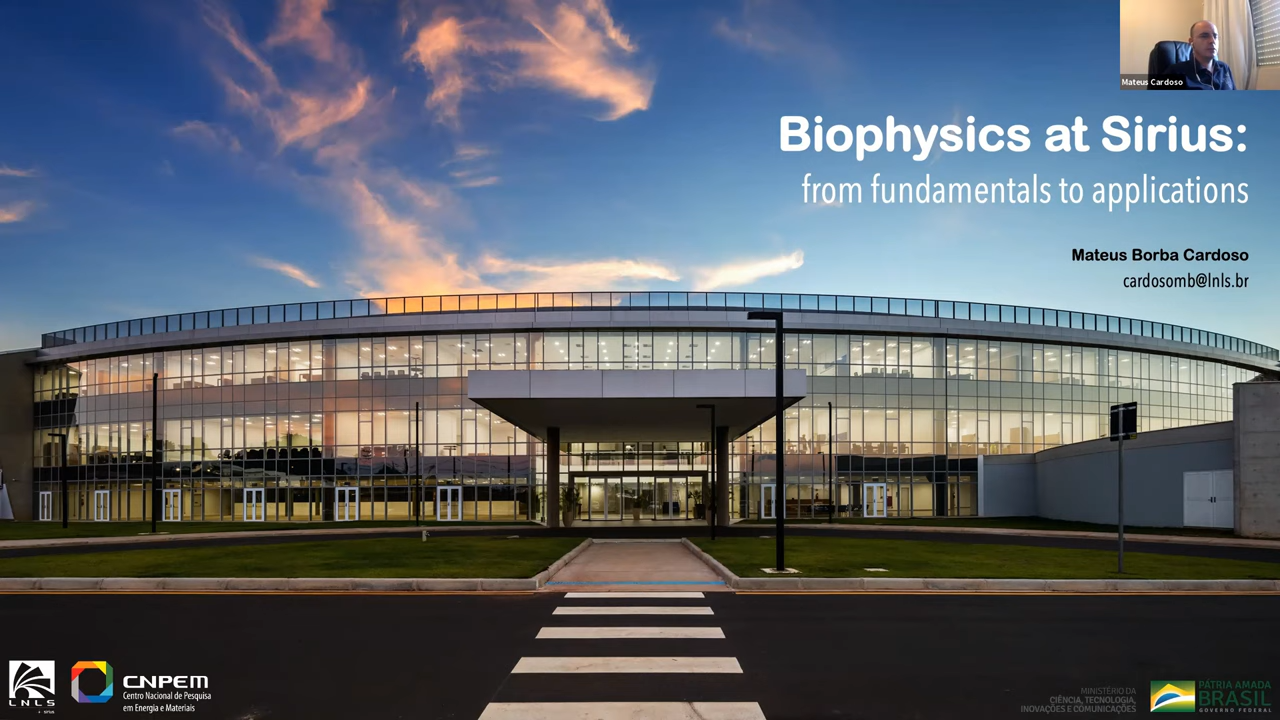 Mateus Cardoso
Biophysics at Sirius:
from fundamentals to applications
Mateus Borba Cardoso
cardosomb@lnls.br
LNLS
sirius
CNPEM
Centro Nacional de Pesquisa
em Energia e Materiais
MINISTÉRIO DA
CIÊNCIA, TECNOLOGIA,
INOVAÇÕES E COMUNICAÇÕES
PÁTRIA AMADA
BRASIL
GOVERNO FEDERAL